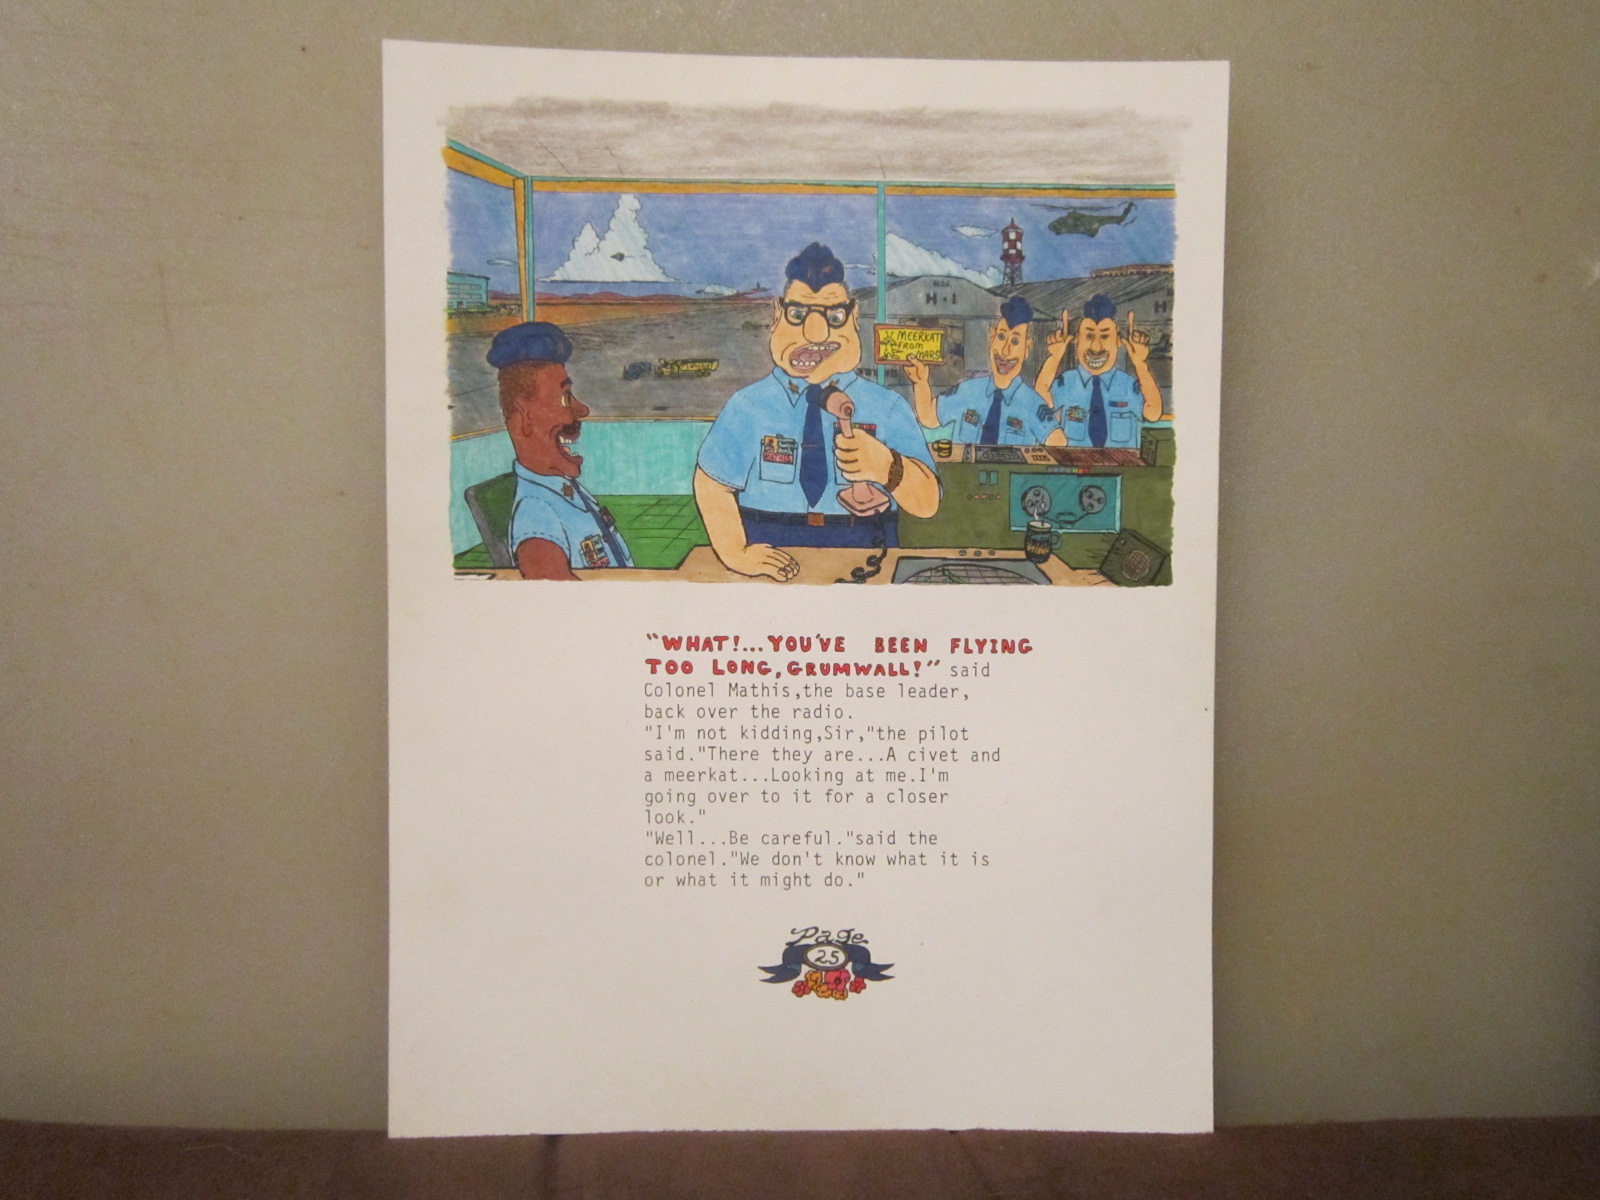 BLDG.
H-1
H
MEERKAT
FROM
MARS
MATHIS
"WHAT!...YOU'VE BEEN FLYING
TOO LONG,GRUMWALL!" said
Colonel Mathis,the base leader,
back over the radio.
"I'm not kidding,Sir,"the pilot
said."There they are...A civet and
a meerkat...Looking at me.I'm
going over to it for a closer
look."
"Well...Be careful."said the
colonel."We don't know what it is
or what it might do."
Page
25